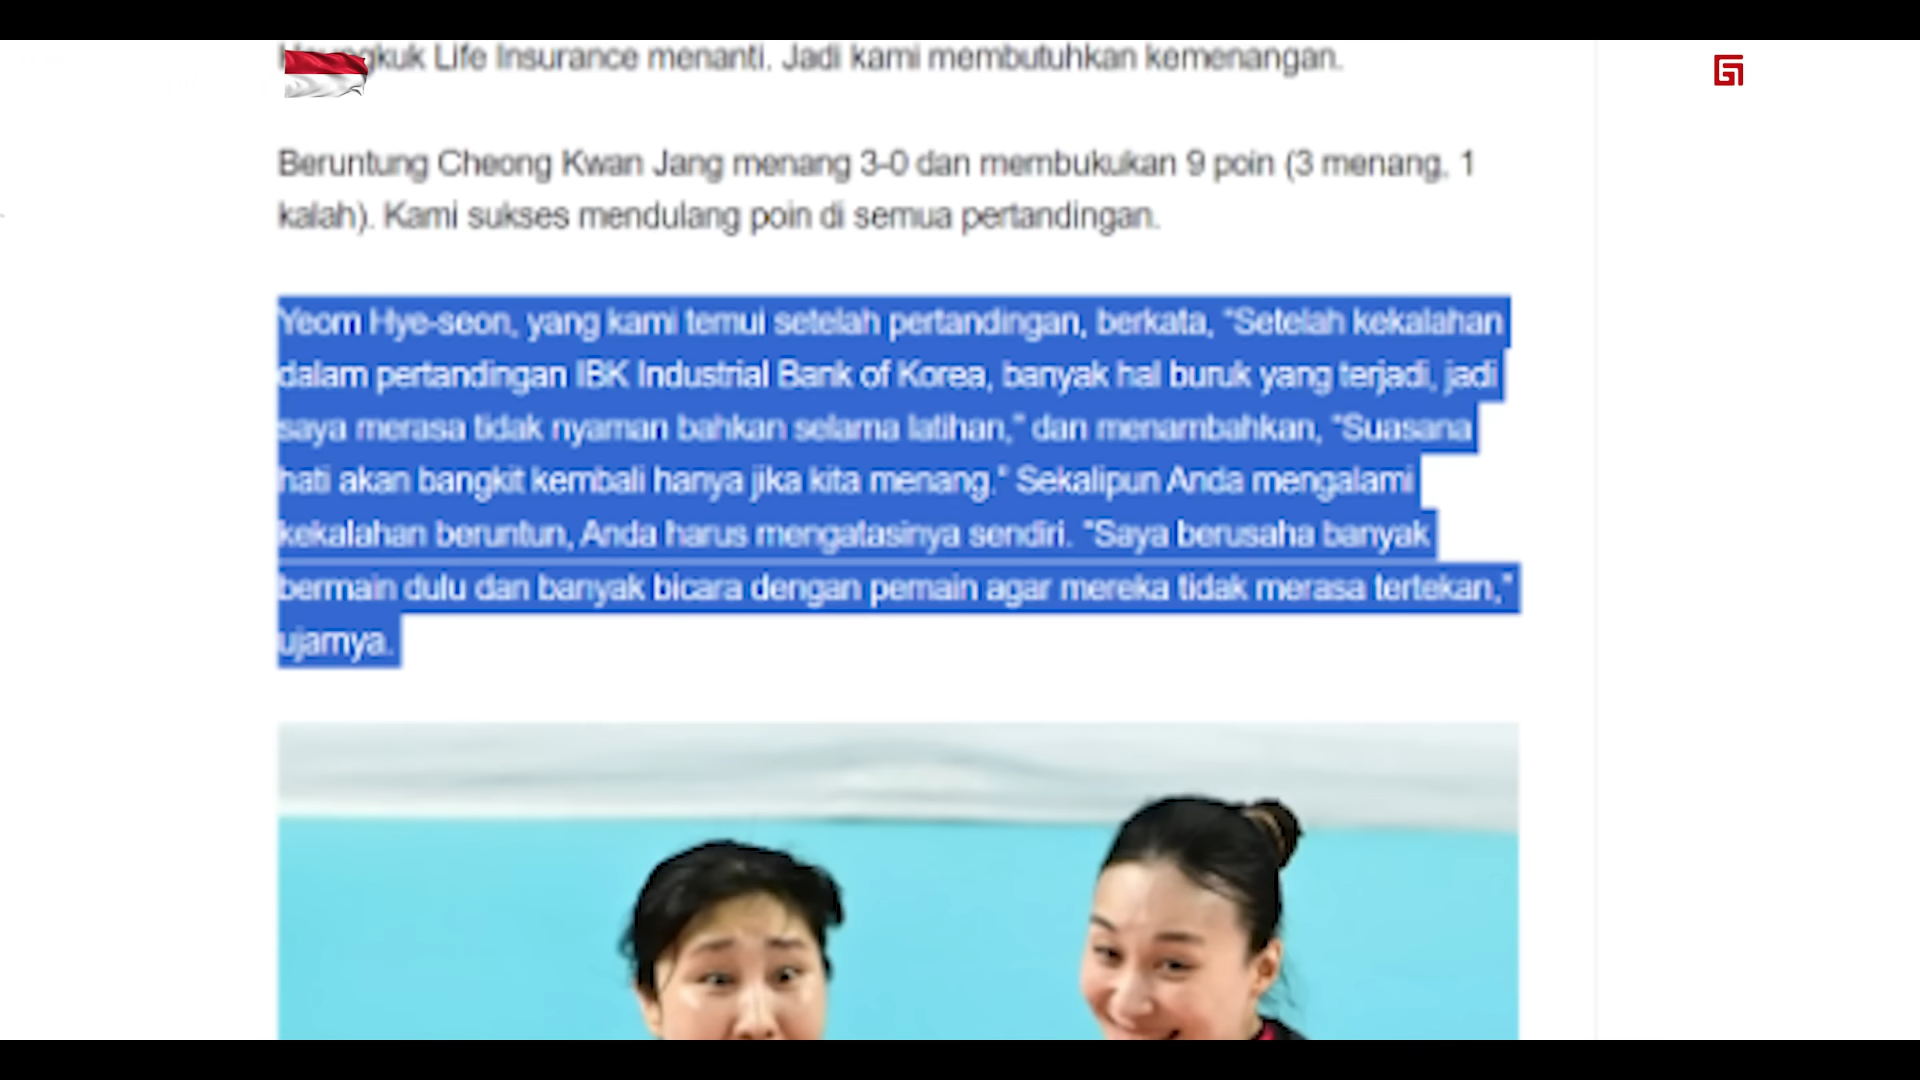 kuk Life Insurance menanti. Jadi kami membutuhkan kemenangan.
Beruntung Cheong Kwan Jang menang 3-0 dan membukukan 9 poin (3 menang, 1
kalah). Kami sukses mendulang poin di semua pertandingan.
Yeom Hye-seon, yang kami temui setelah pertandingan, berkata, "Setelah kekalahan
dalam pertandingan IBK Industrial Bank of Korea, banyak hal buruk yang terjadi, jadi
saya merasa tidak nyaman bahkan selama latihan," dan menambahkan, "Suasana
hati akan bangkit kembali hanya jika kita menang." Sekalipun Anda mengalami
kekalahan beruntun, Anda harus mengatasinya sendiri. "Saya berusaha banyak
bermain dulu dan banyak bicara dengan pemain agar mereka tidak merasa tertekan,"
ujarnya.